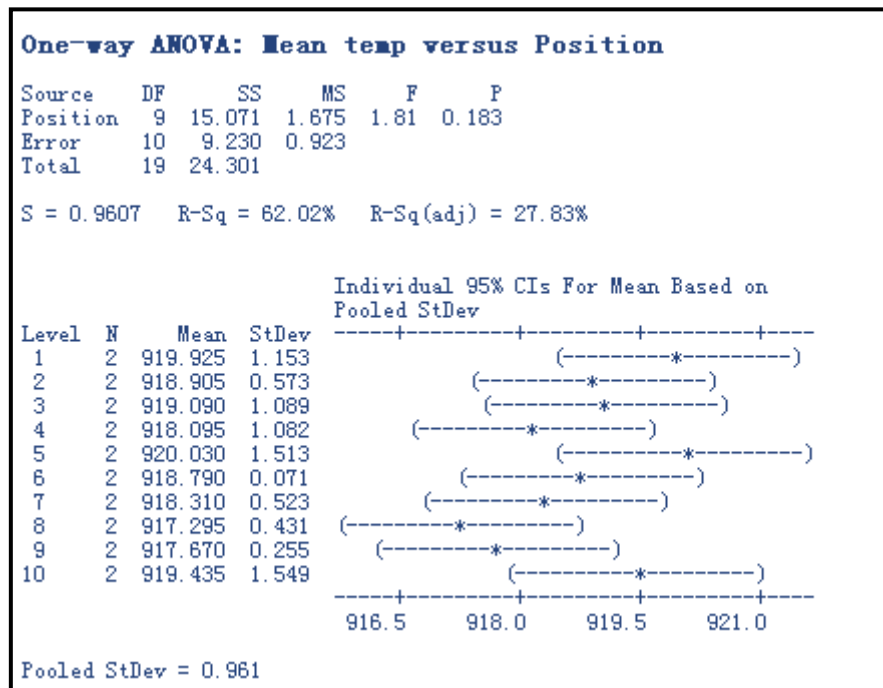 One-way ANOVA: Mean temp versus Position
Source DF SS MS F P
Position 9 15.071 1.675 1.81 0.183
Error 10 9.230 0.923
Total 19 24.301
S = 0.9607 R-Sq = 62.02% R-Sq(adj) = 27.83%
Individual 95% CIs For Mean Based on
Pooled StDev
Level N Mean StDev -----+---------+---------+---------+----
1 2 919.925 1.153 (---------*---------)
2 2 918.905 0.573 (---------*---------)
3 2 919.090 1.089 (---------*---------)
4 2 918.095 1.082 (---------*---------)
5 2 920.030 1.513 (----------*---------)
6 2 918.790 0.071 (---------*---------)
7 2 918.310 0.523 (---------*---------)
8 2 917.295 0.431 (---------*---------)
9 2 917.670 0.255 (---------*---------)
10 2 919.435 1.549 (----------*---------)
-----+---------+---------+---------+----
916.5 918.0 919.5 921.0
Pooled StDev = 0.961